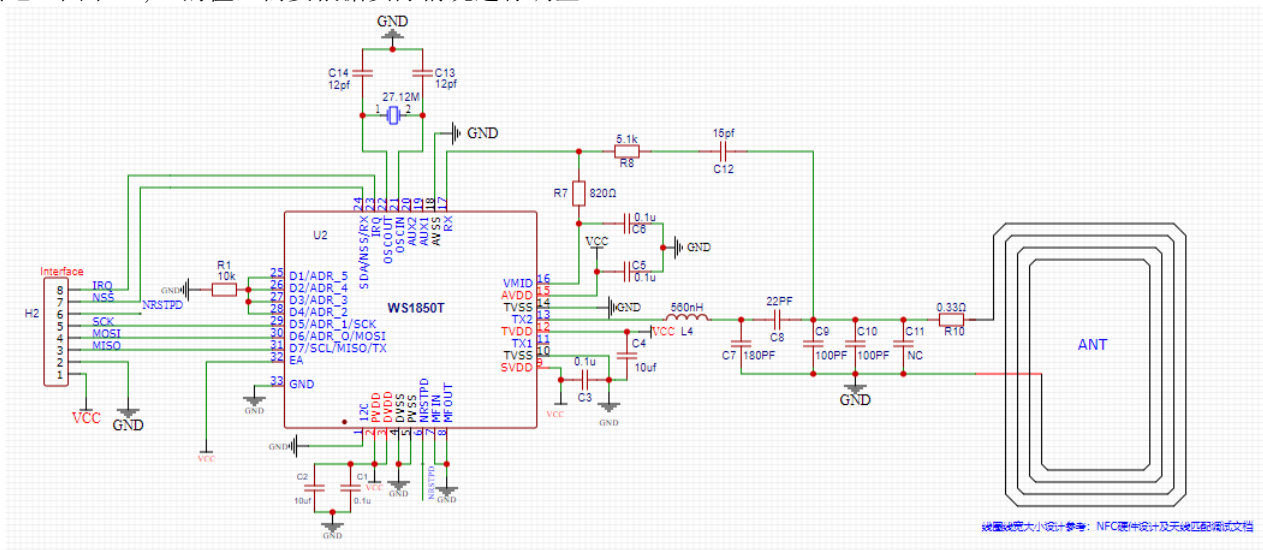 GND
C14
12pf
C13
12pf
27.12M
1
2
GND
5.1k
R8
15pf
C12
R7
820Ω
0.1u
C6
VCC
GND
C5
0.1u
24
23
22
21
20
19
18
17
SDA/NSS/RX
IRQ
OSCOUT
OSCIN
AUX2
AUX1
AVSS
RX
U2
WS1850T
Interface
H2
8
7
6
5
4
3
2
1
IRQ
NSS
NRSTPD
SCK
MOSI
MISO
VCC
GND
R1
10k
GND
25
26
27
28
29
30
31
32
33
D1/ADR_5
D2/ADR_4
D3/ADR_3
D4/ADR_2
D5/ADR_1/SCK
D6/ADR_0/MOSI
D7/SCL/MISO/TX
EA
GND
GND
VCC
VMID
AVDD
TVSS
TX2
TVDD
TX1
TVSS
SVDD
16
15
14
13
12
11
10
9
GND
560nH
L4
22PF
C8
VCC
C4
10uf
0.1u
C3
VCC
GND
C7
180PF
C9
100PF
C10
100PF
C11
NC
GND
0.33Ω
R10
ANT
I2C
PVDD
DVDD
DVSS
PVSS
NRSTPD
MFIN
MFOUT
1
2
3
4
5
6
7
8
GND
C2
10uf
C1
0.1u
VCC
GND
NRSTPD
GND
GND
线圈线宽大小设计参考：NFC硬件设计及天线匹配调试文档